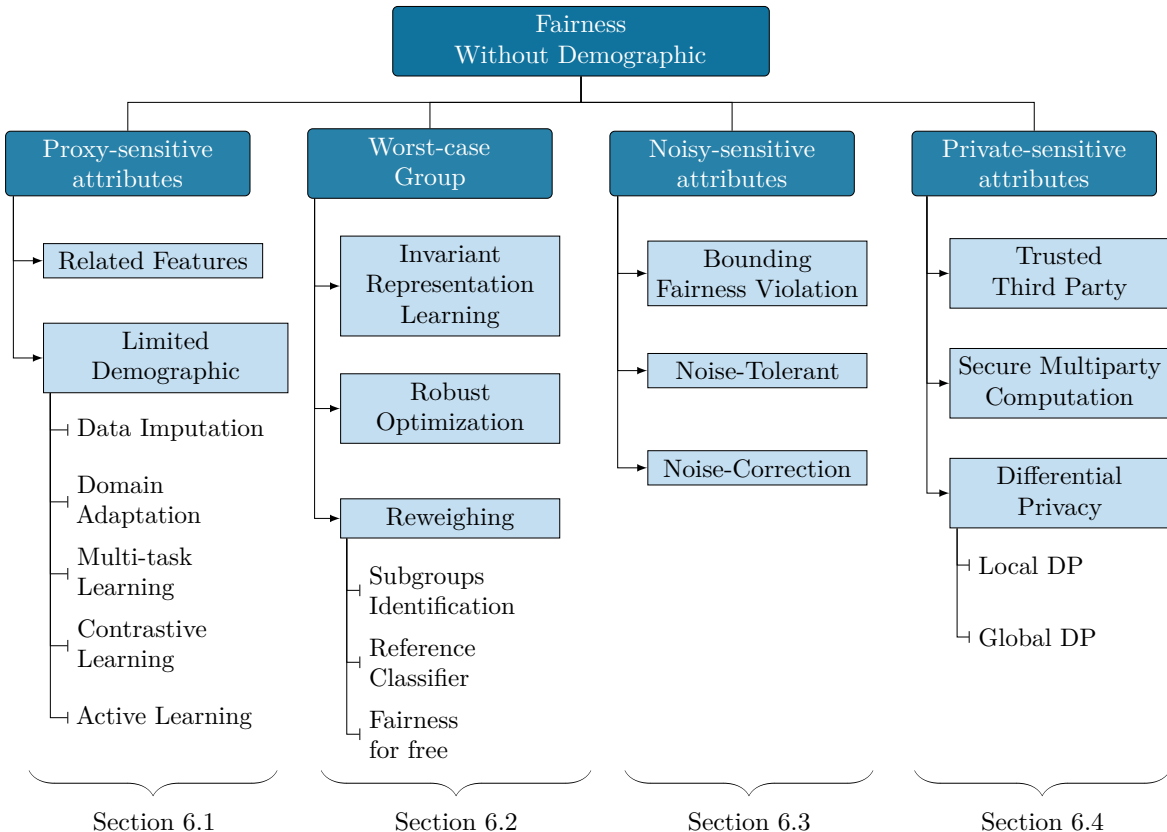 Fairness
Without Demographic
Proxy-sensitive
attributes
Related Features
Limited
Demographic
Data Imputation
Domain
Adaptation
Multi-task
Learning
Contrastive
Learning
Active Learning
Section 6.1
Worst-case
Group
Invariant
Representation
Learning
Robust
Optimization
Reweighing
Subgroups
Identification
Reference
Classifier
Fairness
for free
Section 6.2
Noisy-sensitive
attributes
Bounding
Fairness Violation
Noise-Tolerant
Noise-Correction
Section 6.3
Private-sensitive
attributes
Trusted
Third Party
Secure Multiparty
Computation
Differential
Privacy
Local DP
Global DP
Section 6.4